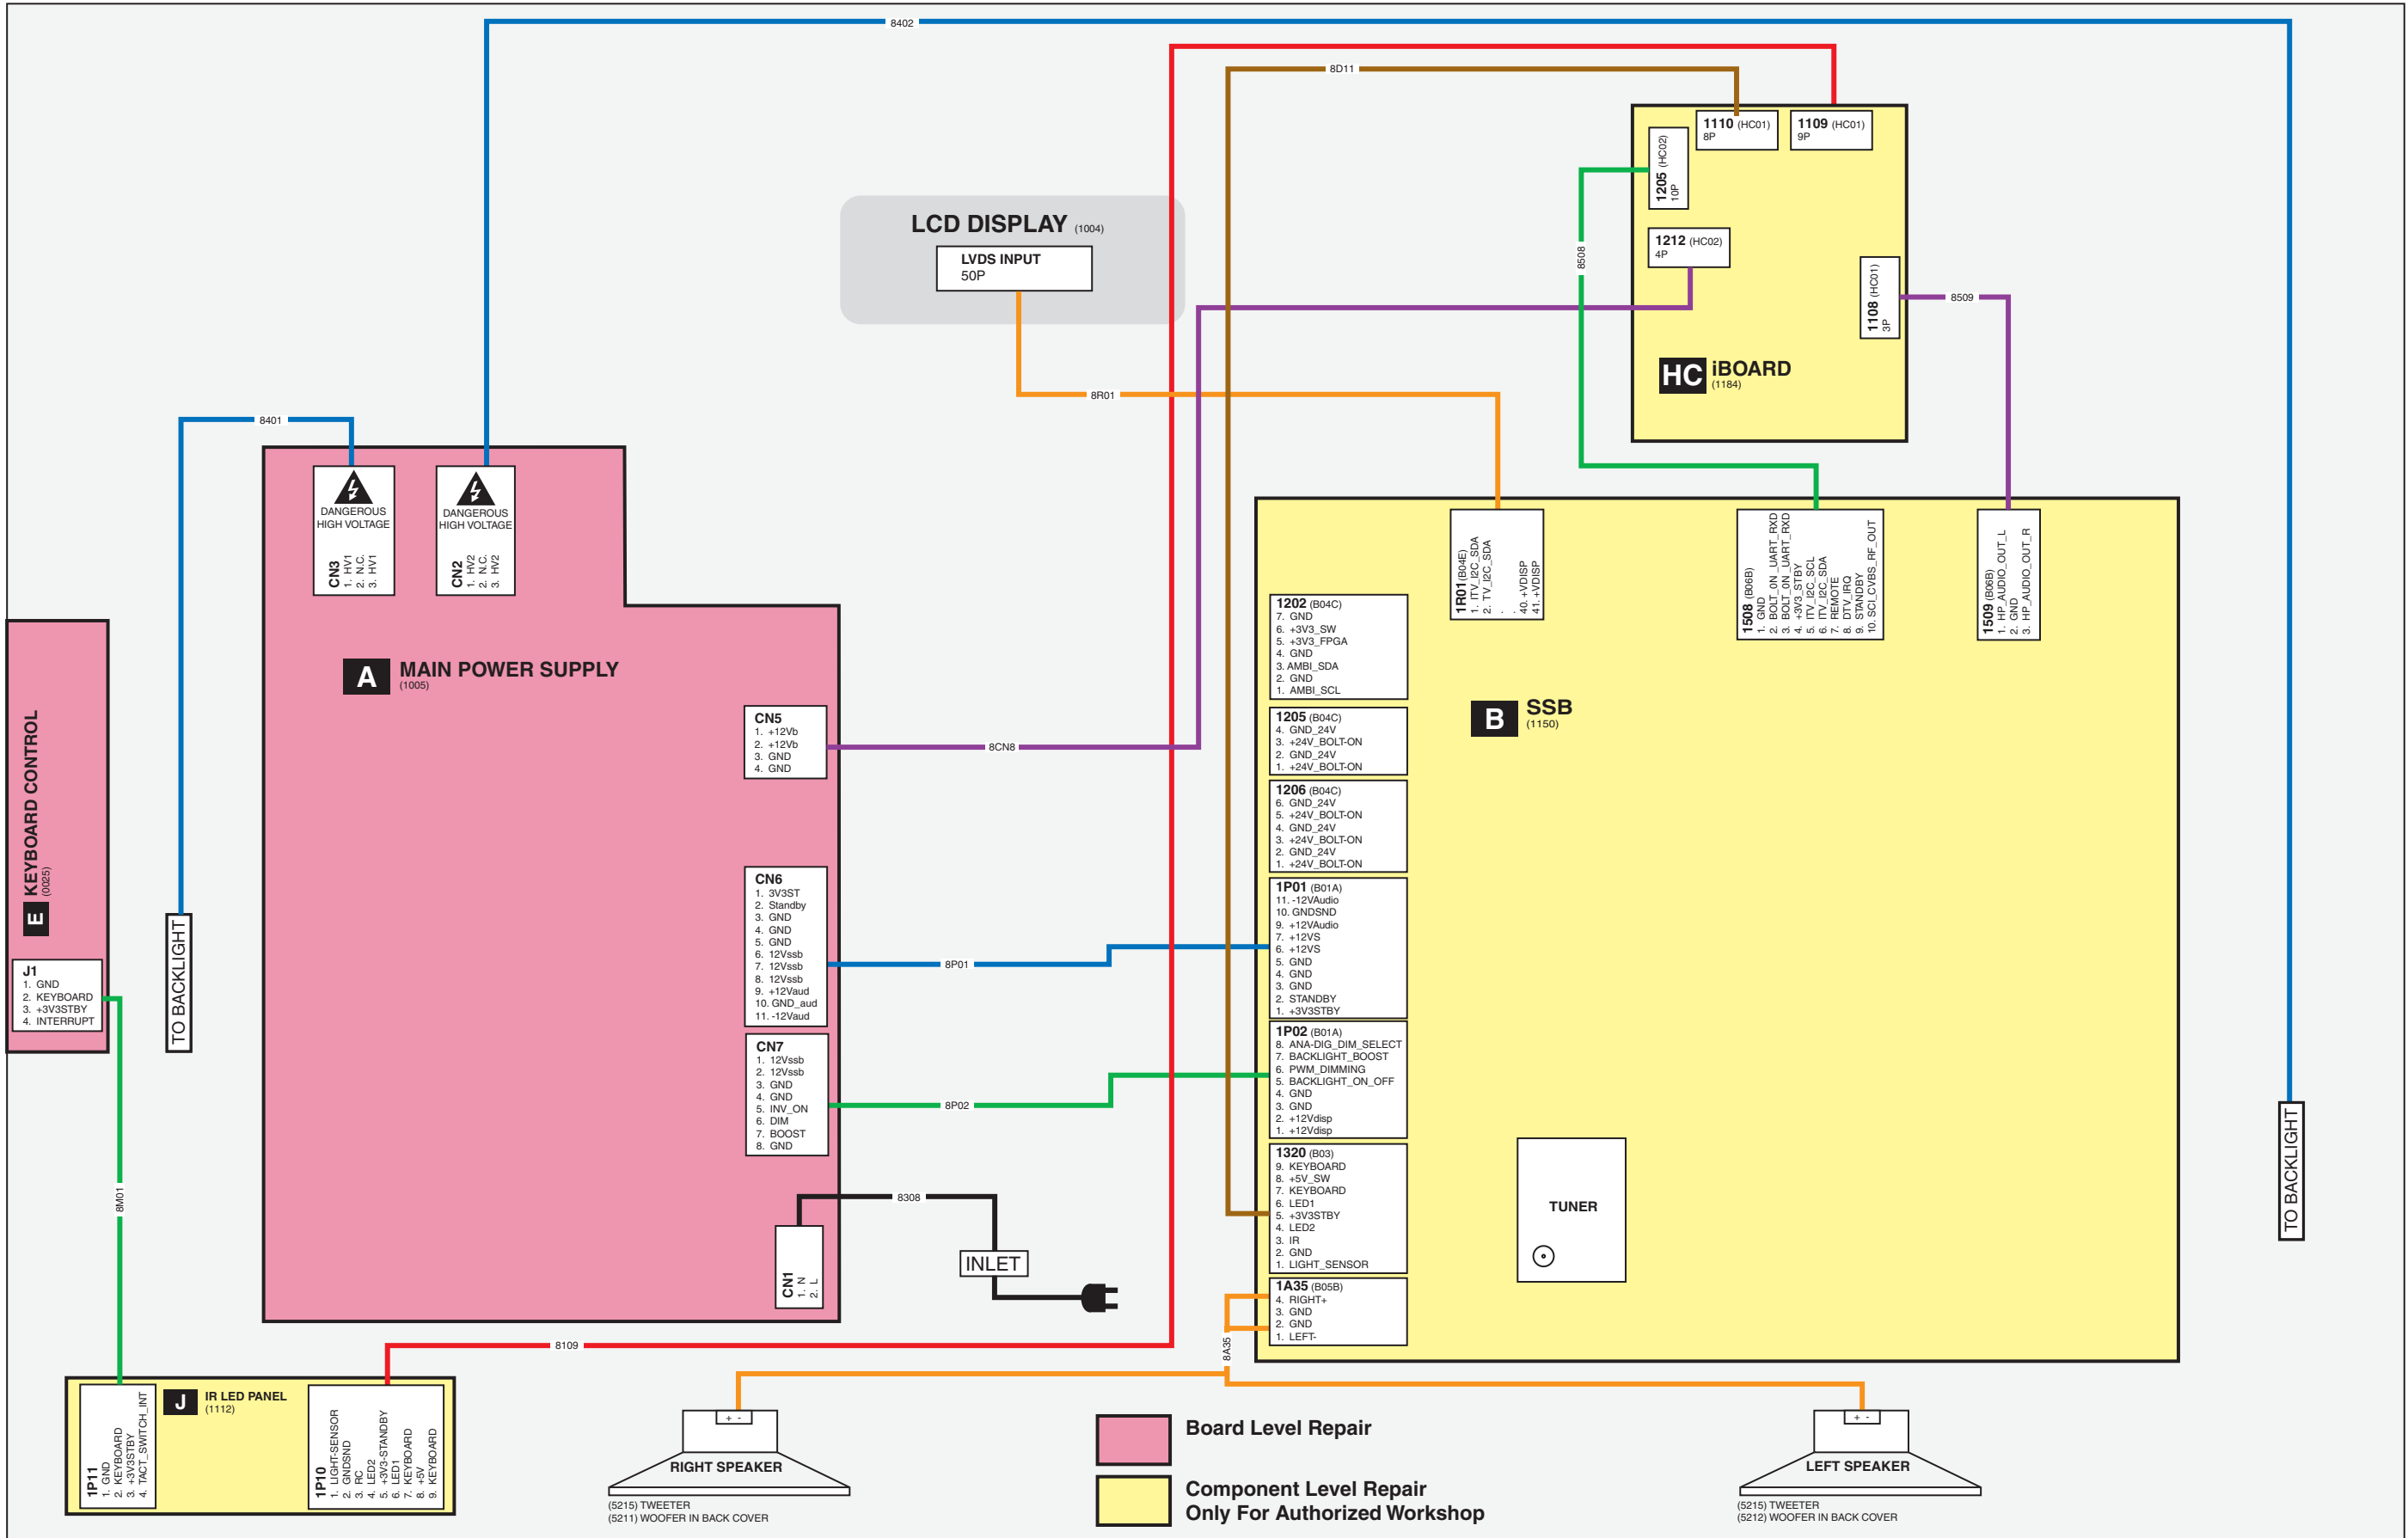 8402
8D11
1110 (HC01)
8P
1109 (HC01)
9P
1205 (HC02)
10P
1212 (HC02)
4P
1108 (HC01)
3P
8508
8509
HC iBOARD
(1184)
LCD DISPLAY (1004)
LVDS INPUT
50P
8R01
8401
DANGEROUS
HIGH VOLTAGE
CN3
1. HV1
2. N.C.
3. HV1
DANGEROUS
HIGH VOLTAGE
CN2
1. HV2
2. N.C.
3. HV2
A MAIN POWER SUPPLY
(1005)
CN5
1. +12Vb
2. +12Vb
3. GND
4. GND
8CN8
CN6
1. 3V3ST
2. Standby
3. GND
4. GND
5. GND
6. 12Vssb
7. 12Vssb
8. 12Vssb
9. +12Vaud
10. GND_aud
11. -12Vaud
8P01
CN7
1. 12Vssb
2. 12Vssb
3. GND
4. GND
5. INV_ON
6. DIM
7. BOOST
8. GND
8P02
CN1
1. N
2. L
8308
INLET
E KEYBOARD CONTROL
(0025)
J1
1. GND
2. KEYBOARD
3. +3V3STBY
4. INTERRUPT
TO BACKLIGHT
8M01
1R01 (B04E)
1. ITV_I2C_SDA
2. TV_I2C_SDA
.
.
40. +VDISP
41. +VDISP
1508 (B06B)
1. GND
2. BOLT_0N _UART_RXD
3. BOLT_0N _UART_RXD
4. +3V3_STBY
5. ITV_I2C_SCL
6. ITV_I2C_SDA
7. REMOTE
8. DTV_IRQ
9. STANDBY
10. SCI_CVBS_RF_OUT
1509 (B06B)
1. HP_AUDIO_OUT_L
2. GND
3. HP_AUDIO_OUT_R
B SSB
(1150)
1202 (B04C)
7. GND
6. +3V3_SW
5. +3V3_FPGA
4. GND
3. AMBI_SDA
2. GND
1. AMBI_SCL
1205 (B04C)
4. GND_24V
3. +24V_BOLT-ON
2. GND_24V
1. +24V_BOLT-ON
1206 (B04C)
6. GND_24V
5. +24V_BOLT-ON
4. GND_24V
3. +24V_BOLT-ON
2. GND_24V
1. +24V_BOLT-ON
1P01 (B01A)
11. -12VAudio
10. GNDSND
9. +12VAudio
7. +12VS
6. +12VS
5. GND
4. GND
3. GND
2. STANDBY
1. +3V3STBY
1P02 (B01A)
8. ANA-DIG_DIM_SELECT
7. BACKLIGHT_BOOST
6. PWM_DIMMING
5. BACKLIGHT_ON_OFF
4. GND
3. GND
2. +12Vdisp
1. +12Vdisp
1320 (B03)
9. KEYBOARD
8. +5V_SW
7. KEYBOARD
6. LED1
5. +3V3STBY
4. LED2
3. IR
2. GND
1. LIGHT_SENSOR
1A35 (B05B)
4. RIGHT+
3. GND
2. GND
1. LEFT-
TUNER
TO BACKLIGHT
8109
8A35
J IR LED PANEL
(1112)
1P11
1. GND
2. KEYBOARD
3. +3V3STBY
4. TACT_SWITCH_INT
1P10
1. LIGHT-SENSOR
2. GNDSND
3. RC
4. LED2
5. +3V3-STANDBY
6. LED1
7. KEYBOARD
8. +5V
9. KEYBOARD
+ -
RIGHT SPEAKER
(5215) TWEETER
(5211) WOOFER IN BACK COVER
Board Level Repair
Component Level Repair
Only For Authorized Workshop
+ -
LEFT SPEAKER
(5215) TWEETER
(5212) WOOFER IN BACK COVER